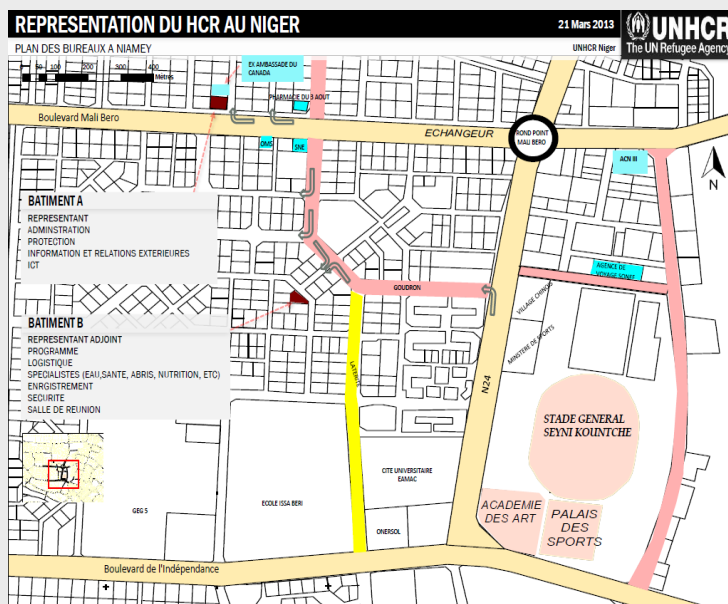 REPRESENTATION DU HCR AU NIGER
21 Mars 2013
UNHCR
The UN Refugee Agency
PLAN DES BUREAUX A NIAMEY
UNHCR Niger
0 50 100 200 300 400
Metres
EX AMBASSADE DU
CANADA
PHARMACIE DU 3 AOUT
Boulevard Mali Bero
ECHANGEUR
ROND POINT
MALI BERO
OMS
SNE
ACN III
N
BATIMENT A
REPRESENTANT
ADMINSTRATION
PROTECTION
INFORMATION ET RELATIONS EXTERIEURES
ICT
AGENCE DE
VOYAGE SONEF
GOUDRON
VILLAGE CHINOIS
BATIMENT B
REPRESENTANT ADJOINT
PROGRAMME
LOGISTIQUE
SPECIALISTES (EAU,SANTE, ABRIS, NUTRITION, ETC)
ENRGISTREMENT
SECURITE
SALLE DE REUNION
MINISTERE DE SPORTS
LATERITE
N24
STADE GENERAL
SEYNI KOUNTCHE
CITE UNIVERSITAIRE
EAMAC
ECOLE ISSA BERI
GEG 5
ACADEMIE
DES ART
PALAIS
DES
SPORTS
ONERSOL
Boulevard de l'Indépendance